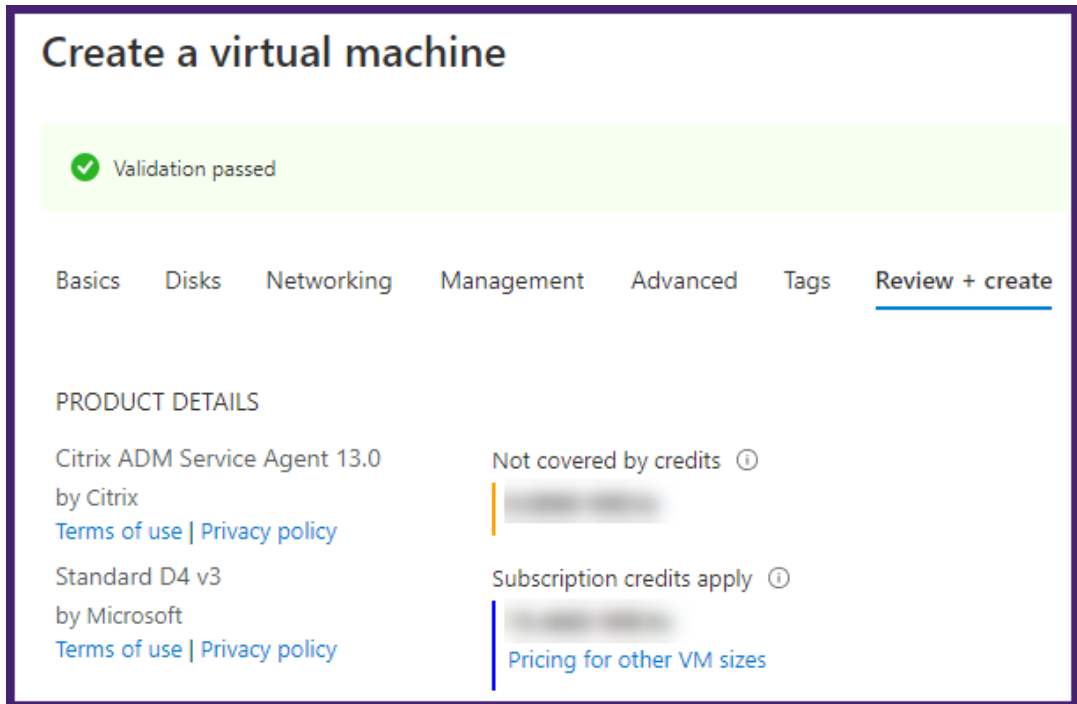 Create a virtual machine
Validation passed
Basics Disks Networking Management Advanced Tags Review + create
PRODUCT DETAILS
Citrix ADM Service Agent 13.0
by Citrix
Terms of use | Privacy policy
Not covered by credits
Standard D4 v3
by Microsoft
Terms of use | Privacy policy
Subscription credits apply
Pricing for other VM sizes